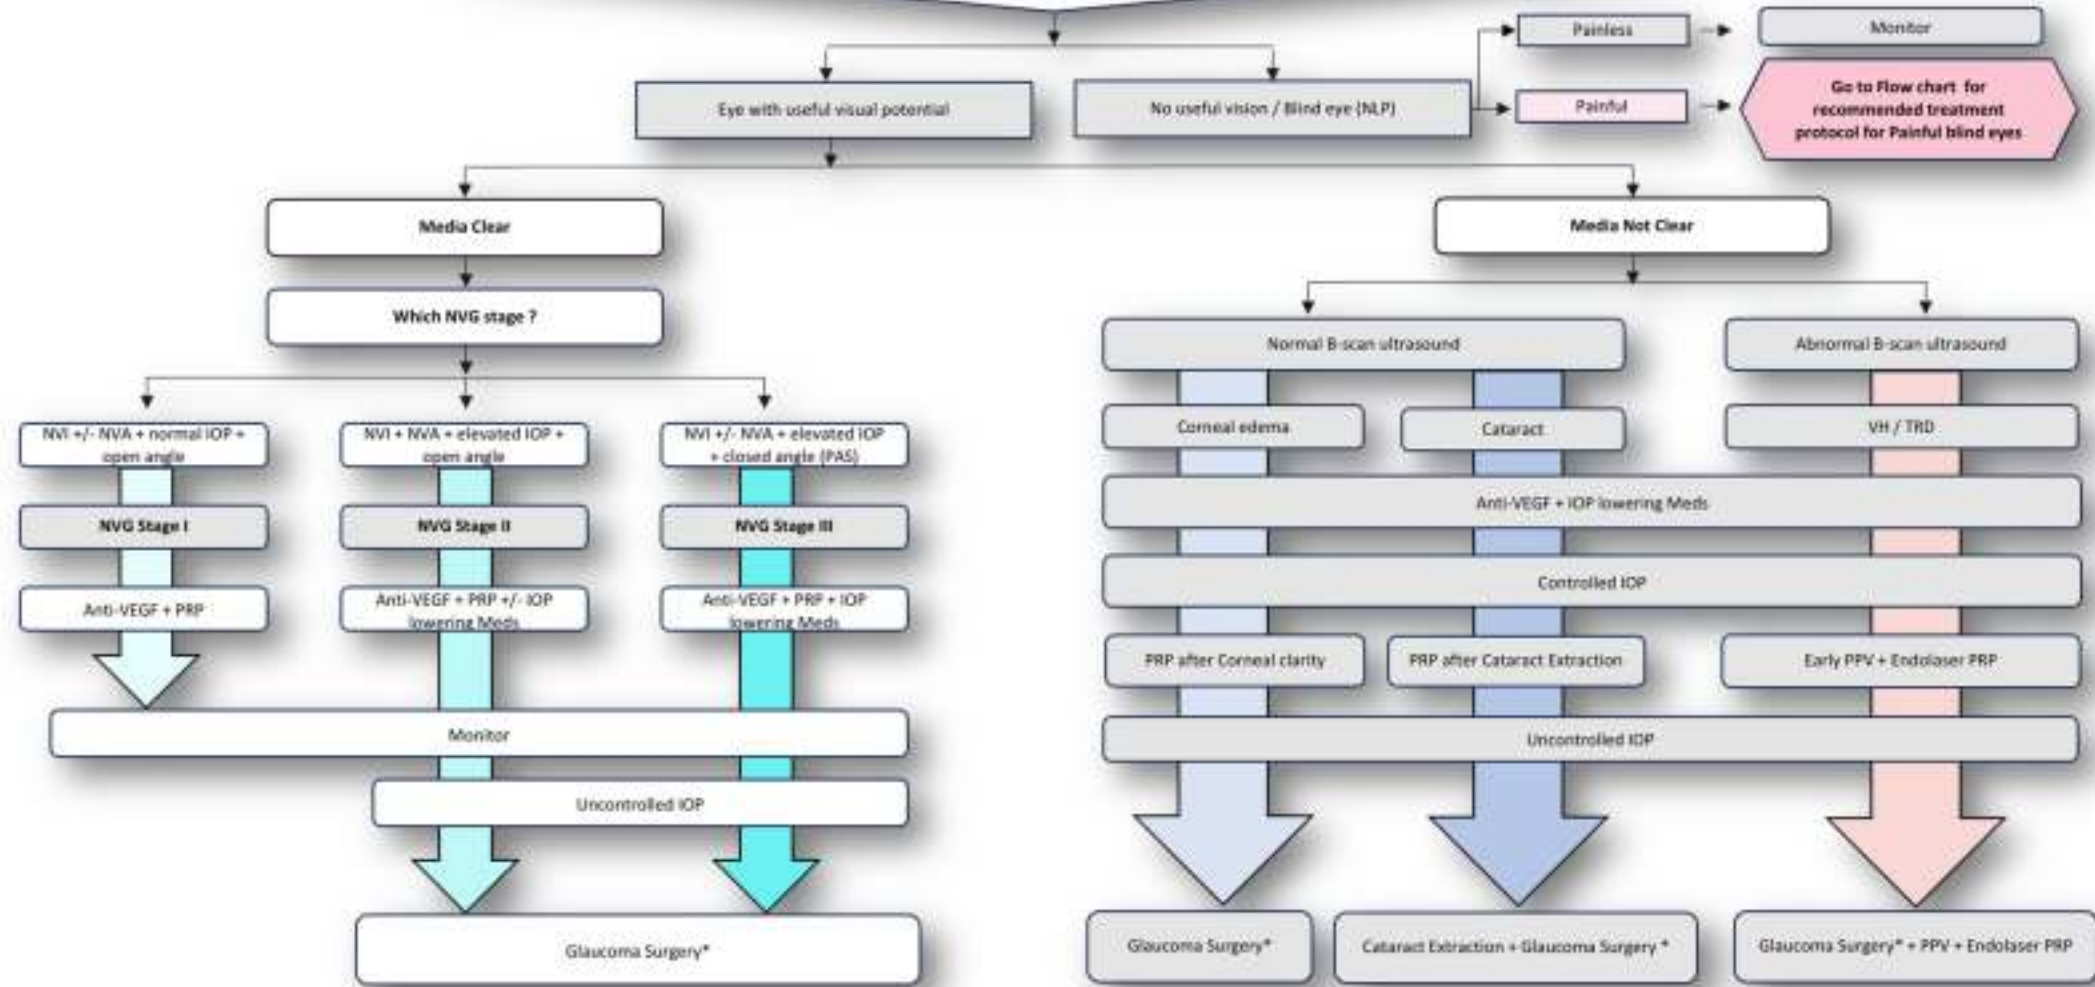 Painless
Monitor
Eye with useful visual potential
No useful vision / Blind eye (NLP)
Painful
Go to Flow chart for
recommended treatment
protocol for Painful blind eyes
Media Clear
Media Not Clear
Which NVG stage ?
Normal B-scan ultrasound
Abnormal B-scan ultrasound
NVI +/- NVA + normal IOP +
open angle
NVI + NVA + elevated IOP +
open angle
NVI +/- NVA + elevated IOP
+ closed angle (PAS)
Corneal edema
Cataract
VH / TRD
NVG Stage I
NVG Stage II
NVG Stage III
Anti-VEGF + IOP lowering Meds
Controlled IOP
Anti-VEGF + PRP
Anti-VEGF + PRP +/- IOP
lowering Meds
Anti-VEGF + PRP + IOP
lowering Meds
PRP after Corneal clarity
PRP after Cataract Extraction
Early PPV + Endolaser PRP
Monitor
Uncontrolled IOP
Uncontrolled IOP
Glaucoma Surgery*
Glaucoma Surgery*
Cataract Extraction + Glaucoma Surgery *
Glaucoma Surgery* + PPV + Endolaser PRP